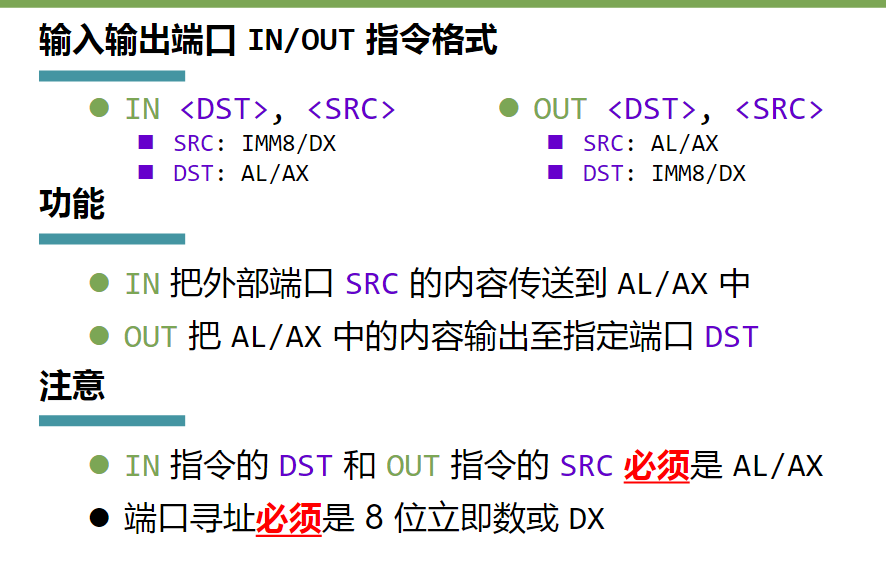 输入输出端口 IN/OUT 指令格式
IN <DST>, <SRC>
SRC: IMM8/DX
DST: AL/AX
OUT <DST>, <SRC>
SRC: AL/AX
DST: IMM8/DX
功能
IN 把外部端口 SRC 的内容传送到 AL/AX 中
OUT 把 AL/AX 中的内容输出至指定端口 DST
注意
IN 指令的 DST 和 OUT 指令的 SRC 必须是 AL/AX
端口寻址必须是 8 位立即数或 DX